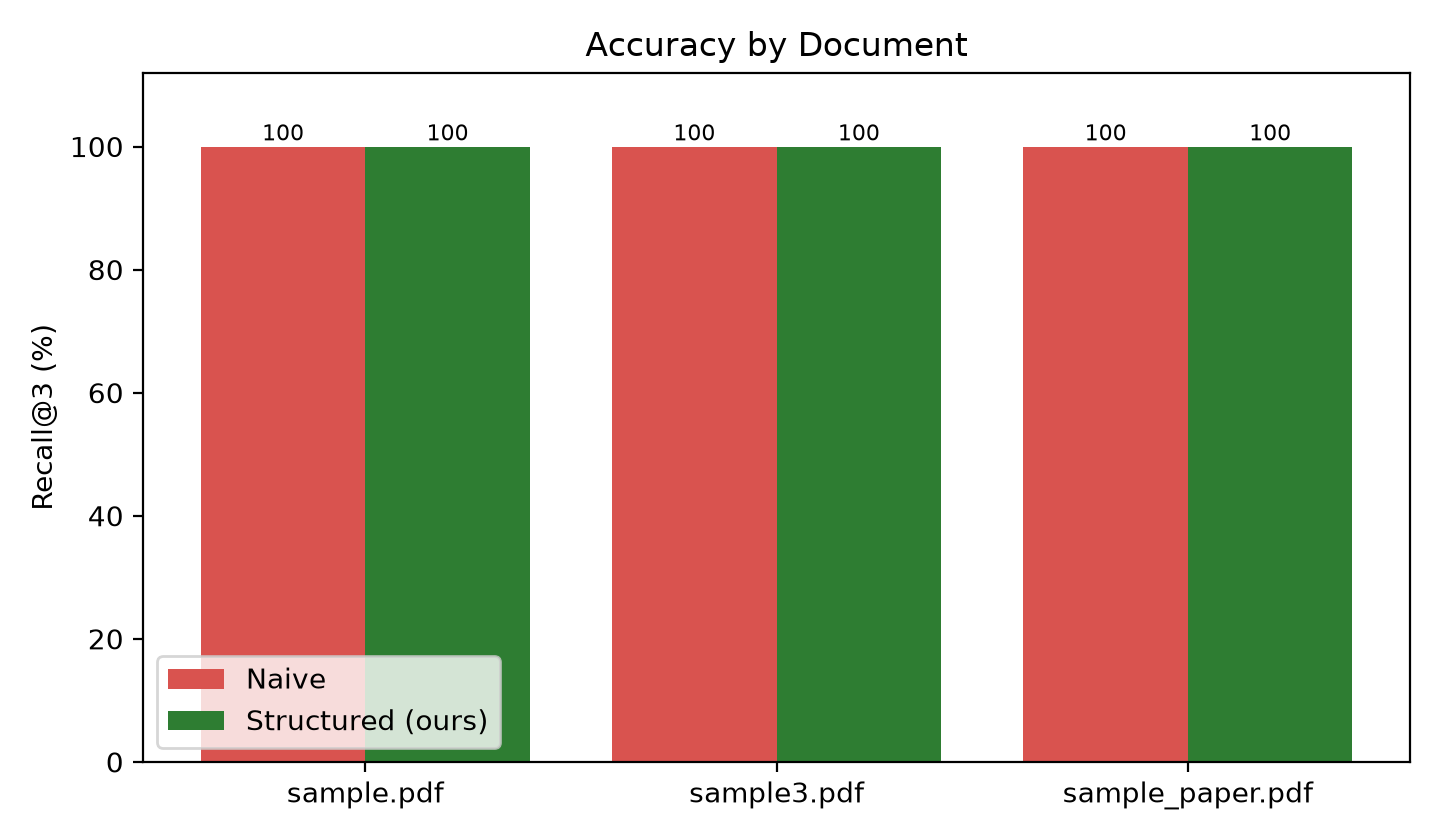 Accuracy by Document
Recall@3 (%)
100
80
60
40
20
0
100 100 100 100 100 100
Naive
Structured (ours)
sample.pdf sample3.pdf sample_paper.pdf